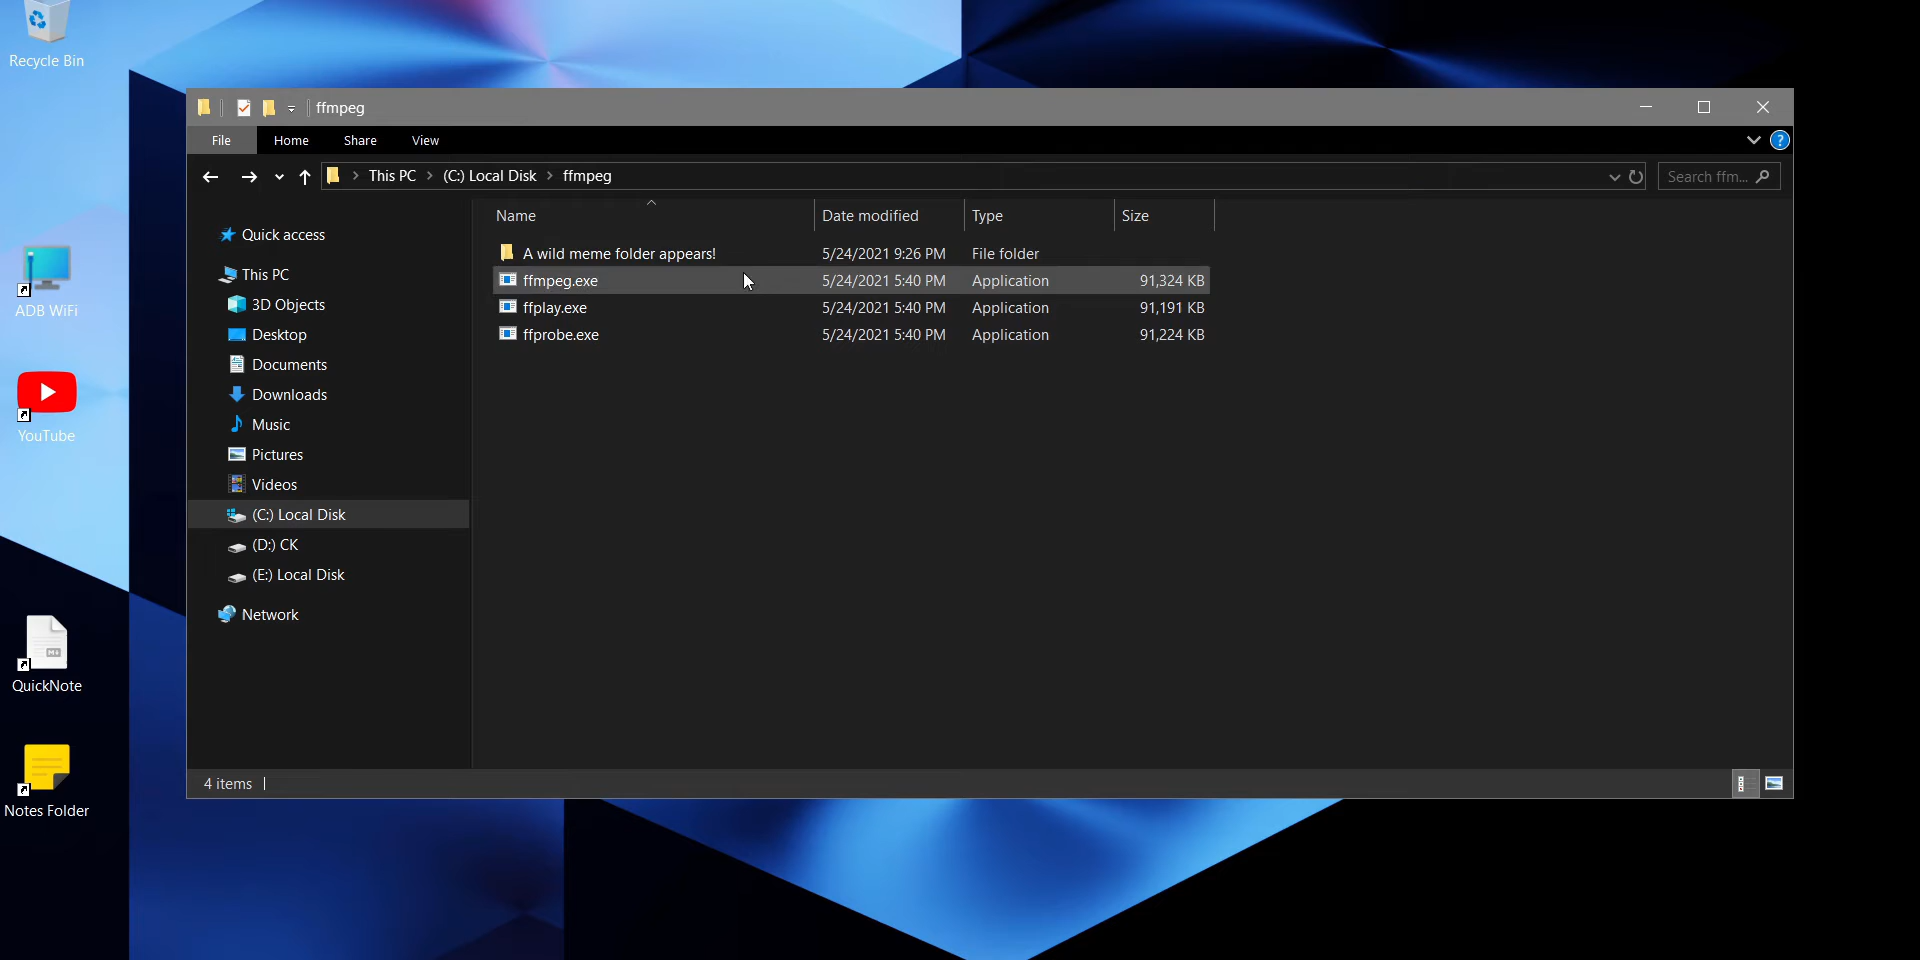 Recycle Bin
ffmpeg
File Home Share View
This PC (C:) Local Disk ffmpeg
Search ffm...
Name Date modified Type Size
Quick access
This PC
3D Objects
Desktop
Documents
Downloads
Music
Pictures
Videos
(C:) Local Disk
(D:) CK
(E:) Local Disk
Network
A wild meme folder appears! 5/24/2021 9:26 PM File folder
ffmpeg.exe 5/24/2021 5:40 PM Application 91,324 KB
ffplay.exe 5/24/2021 5:40 PM Application 91,191 KB
ffprobe.exe 5/24/2021 5:40 PM Application 91,224 KB
4 items
ADB WiFi
YouTube
QuickNote
Notes Folder